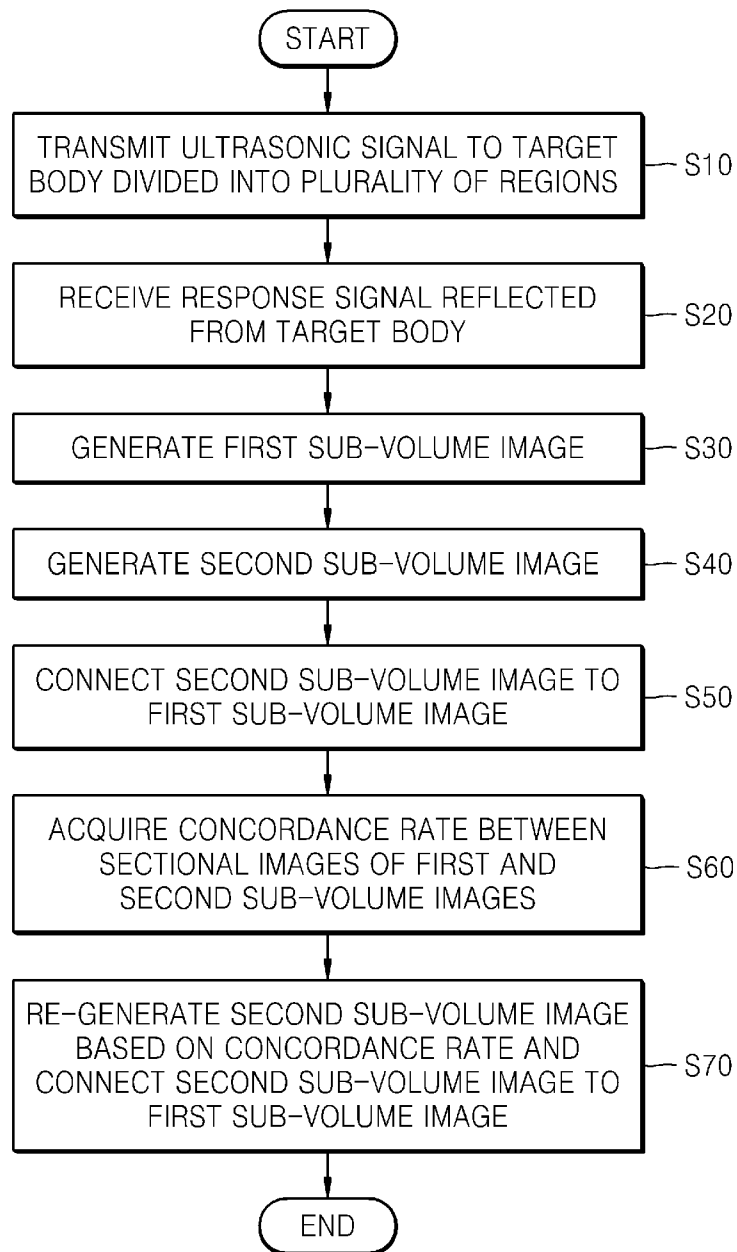 START
TRANSMIT ULTRASONIC SIGNAL TO TARGET
BODY DIVIDED INTO PLURALITY OF REGIONS
S10
RECEIVE RESPONSE SIGNAL REFLECTED
FROM TARGET BODY
S20
GENERATE FIRST SUB-VOLUME IMAGE
S30
GENERATE SECOND SUB-VOLUME IMAGE
S40
CONNECT SECOND SUB-VOLUME IMAGE TO
FIRST SUB-VOLUME IMAGE
S50
ACQUIRE CONCORDANCE RATE BETWEEN
SECTIONAL IMAGES OF FIRST AND
SECOND SUB-VOLUME IMAGES
S60
RE-GENERATE SECOND SUB-VOLUME IMAGE
BASED ON CONCORDANCE RATE AND
CONNECT SECOND SUB-VOLUME IMAGE TO
FIRST SUB-VOLUME IMAGE
S70
END